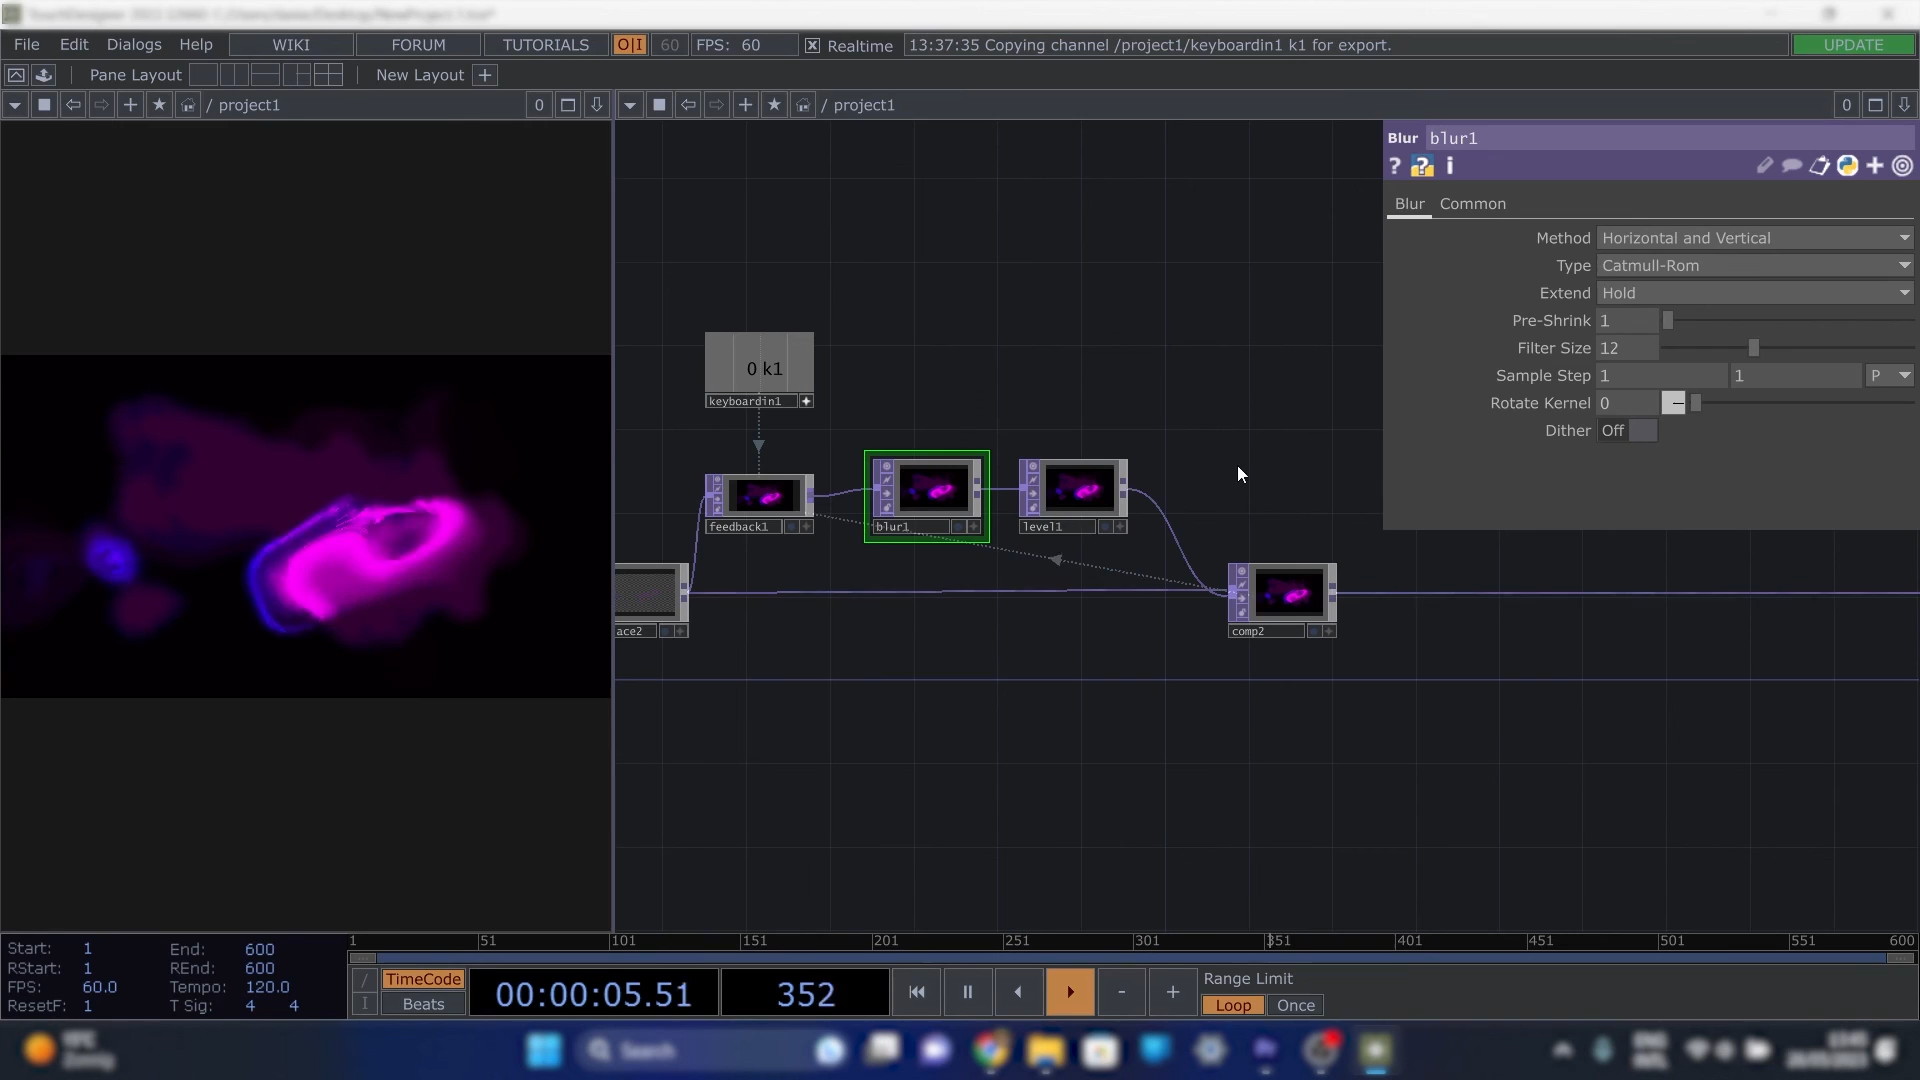 File Edit Dialogs Help WIKI FORUM TUTORIALS O|I 60 FPS: 60 Realtime 13:37:35 Copying channel /project1/keyboardin1 k1 for export. UPDATE
Pane Layout New Layout +
/ project1 0
/ project1 0
Blur blur1
? ? i
Blur Common
Method Horizontal and Vertical
Type Catmull-Rom
Extend Hold
Pre-Shrink 1
Filter Size 12
Sample Step 1 1 P
Rotate Kernel 0
Dither Off
0 k1
keyboardin1
feedback1
blur1
level1
ace2
comp2
1 51 101 151 201 251 301 351 401 451 501 551 600
Start: 1 End: 600
RStart: 1 REnd: 600
FPS: 60.0 Tempo: 120.0
ResetF: 1 T Sig: 4 4
TimeCode
Beats
00:00:05.51
352
- +
Range Limit
Loop Once
Search